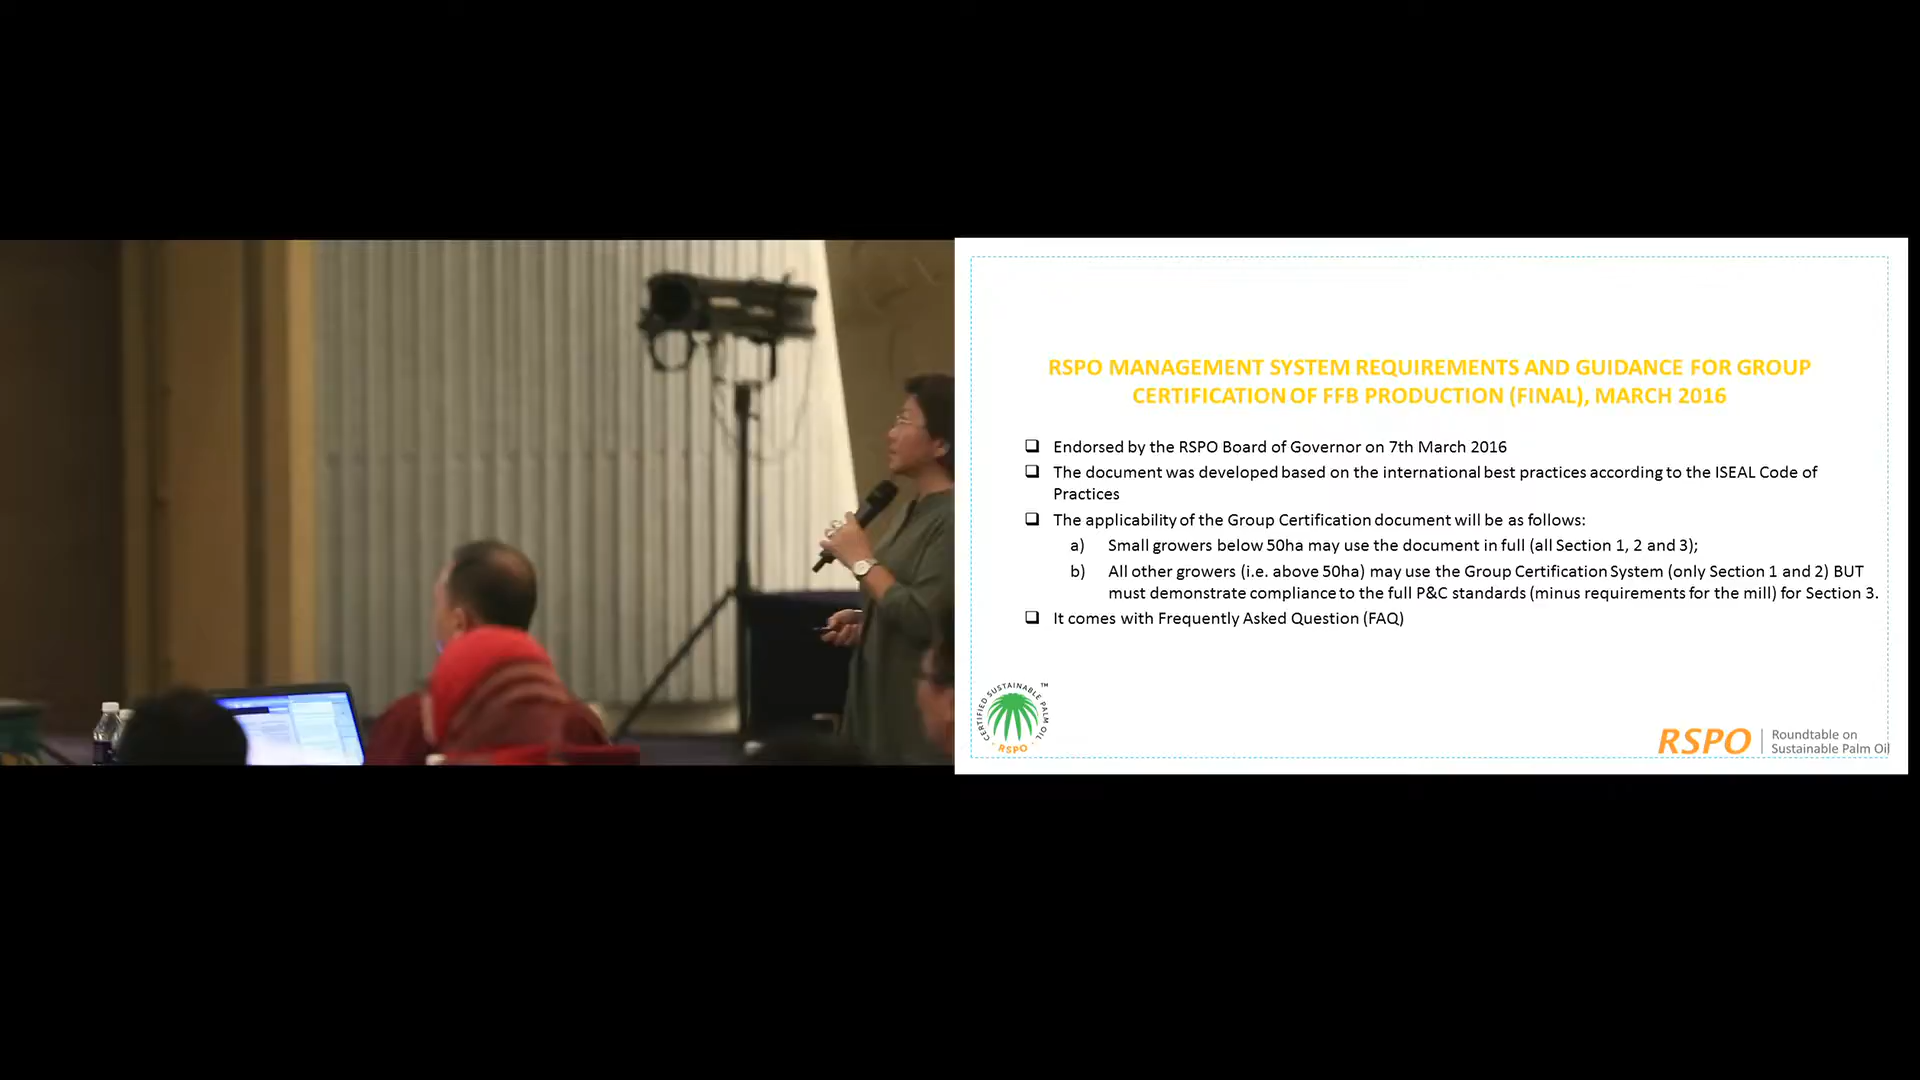 RSPO MANAGEMENT SYSTEM REQUIREMENTS AND GUIDANCE FOR GROUP
CERTIFICATION OF FFB PRODUCTION (FINAL), MARCH 2016
❑ Endorsed by the RSPO Board of Governor on 7th March 2016
❑ The document was developed based on the international best practices according to the ISEAL Code of
Practices
❑ The applicability of the Group Certification document will be as follows:
a) Small growers below 50ha may use the document in full (all Section 1, 2 and 3);
b) All other growers (i.e. above 50ha) may use the Group Certification System (only Section 1 and 2) BUT
must demonstrate compliance to the full P&C standards (minus requirements for the mill) for Section 3.
❑ It comes with Frequently Asked Question (FAQ)
CERTIFIED SUSTAINABLE PALM OIL ™
RSPO
RSPO
Roundtable on
Sustainable Palm Oil